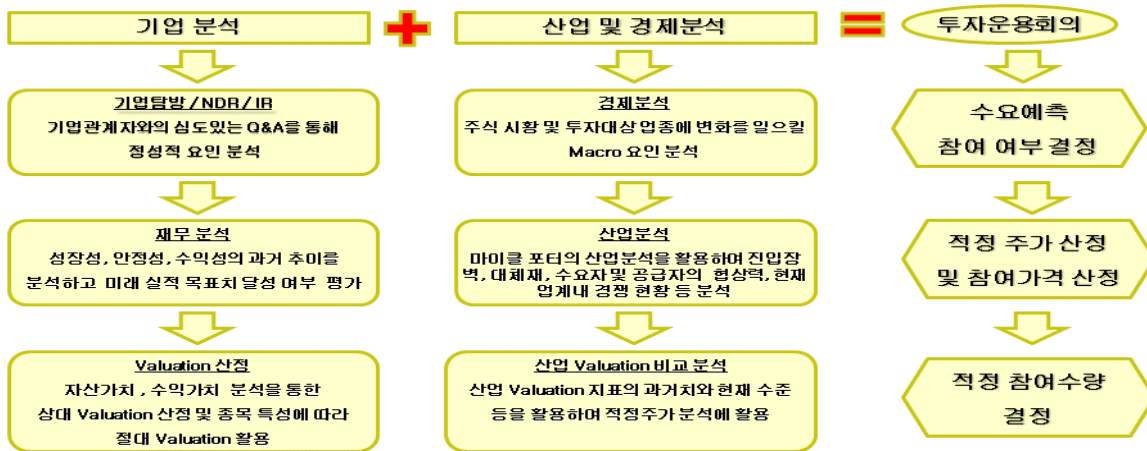 기업 분석
기업탐방 / NDR / IR
기업관계자와의 심도있는 Q&A를 통해
정성적 요인 분석
재무 분석
성장성, 안정성, 수익성의 과거 추이를
분석하고 미래 실적 목표치 달성 여부 평가
Valuation 산정
자산가치 , 수익가치 분석을 통한
상대 Valuation 산정 및 종목 특성에 따라
절대 Valuation 활용
산업 및 경제분석
경제분석
주식 시황 및 투자대상 업종에 변화를 일으킬
Macro 요인 분석
산업분석
마이클 포터의 산업분석을 활용하여 진입장
벽, 대체재, 수요자 및 공급자의 협상력, 현재
업계내 경쟁 현황 등 분석
산업 Valuation 비교 분석
산업 Valuation 지표의 과거치와 현재 수준
등을 활용하여 적정주가 분석에 활용
투자운용회의
수요예측
참여 여부 결정
적정 주가 산정
및 참여가격 산정
적정 참여수량
결정